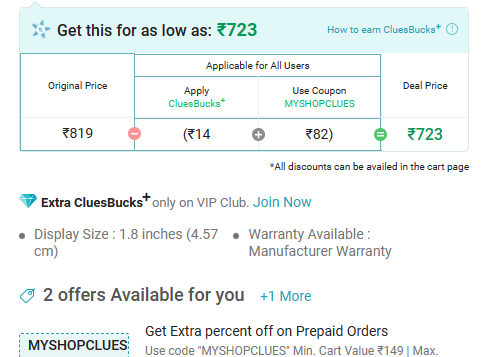 Get this for as low as: ₹723
How to earn CluesBucks+
Applicable for All Users
Original Price
Apply
CluesBucks+
Use Coupon
MYSHOPCLUES
Deal Price
₹819 − (₹14 + ₹82) = ₹723
*All discounts can be availed in the cart page
Extra CluesBucks+ only on VIP Club. Join Now
Display Size : 1.8 inches (4.57
cm)
Warranty Available :
Manufacturer Warranty
2 offers Available for you +1 More
MYSHOPCLUES
Get Extra percent off on Prepaid Orders
Use code "MYSHOPCLUES" Min. Cart Value ₹149 | Max.